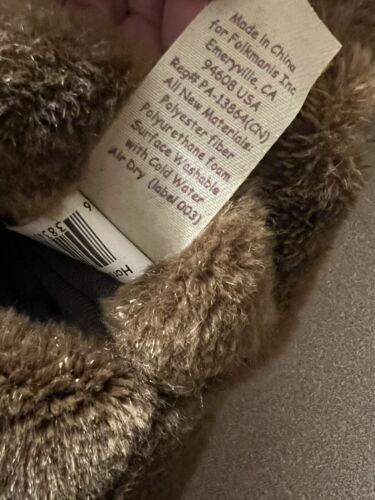 Made In China
for Folkmanis Inc.
Emeryville, CA
94608 USA
Reg# PA-13864(CN)
All New Materials:
Polyester fiber
Polyurethane foam
Surface Washable
with Cold Water
Air Dry (label 003)